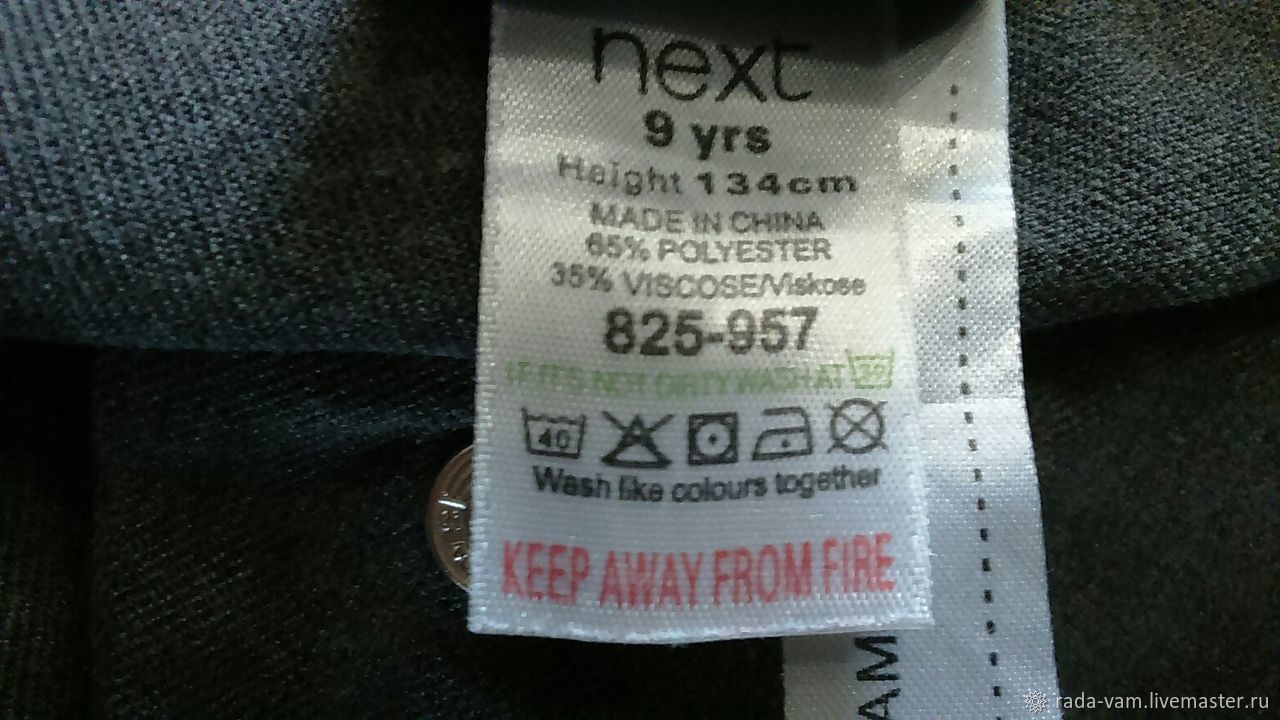 next
9 yrs
Height 134cm
MADE IN CHINA
65% POLYESTER
35% VISCOSE/Viskose
825-957
IF IT'S NOT DIRTY WASH AT 30
40
Wash like colours together
KEEP AWAY FROM FIRE
AM
rada-vam.livemaster.ru